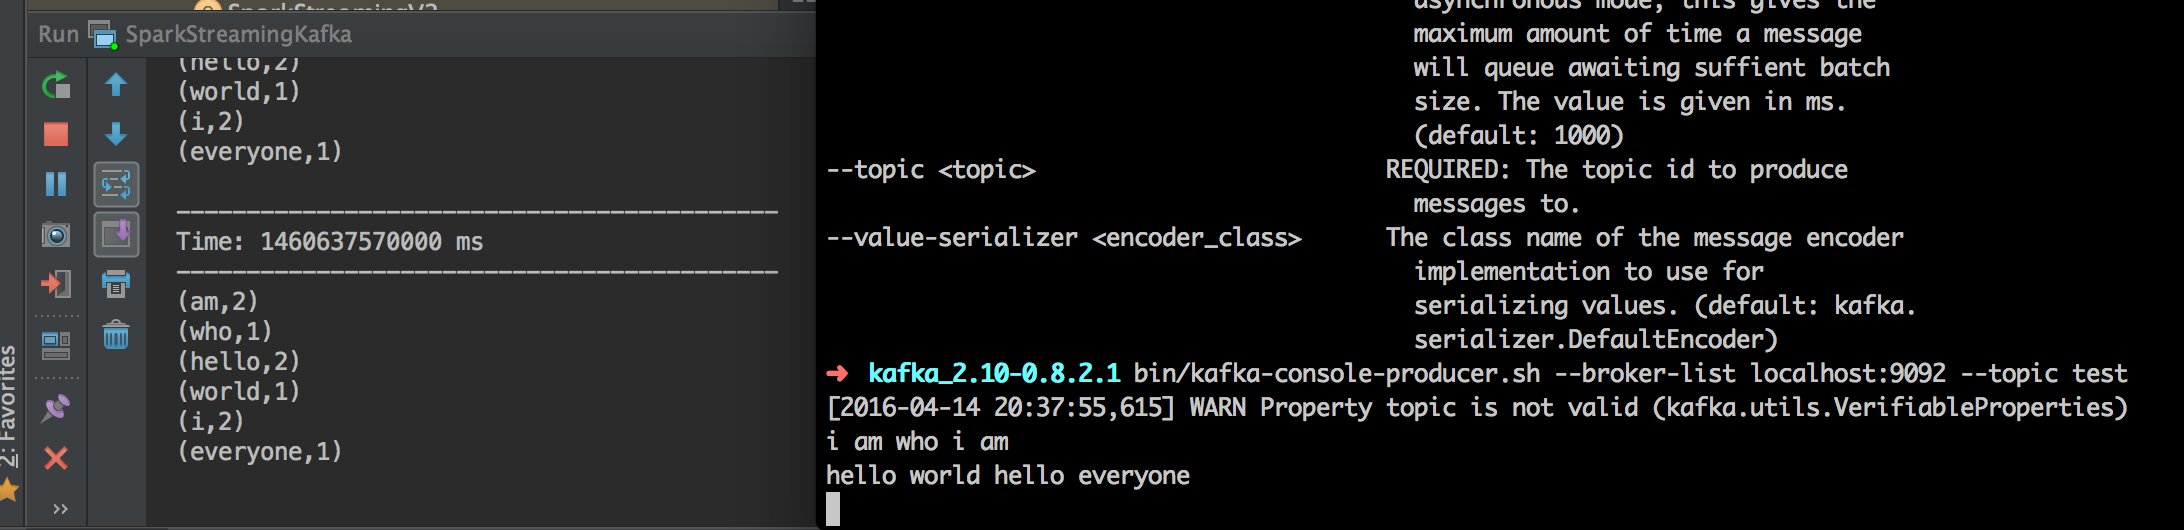 SparkStreamingV2
Run SparkStreamingKafka
(hello,2)
(world,1)
(i,2)
(everyone,1)
-------------------------------------------
Time: 1460637570000 ms
-------------------------------------------
(am,2)
(who,1)
(hello,2)
(world,1)
(i,2)
(everyone,1)
2: Favorites
asynchronous mode, this gives the
maximum amount of time a message
will queue awaiting suffient batch
size. The value is given in ms.
(default: 1000)
--topic <topic> REQUIRED: The topic id to produce
messages to.
--value-serializer <encoder_class> The class name of the message encoder
implementation to use for
serializing values. (default: kafka.
serializer.DefaultEncoder)
➜ kafka_2.10-0.8.2.1 bin/kafka-console-producer.sh --broker-list localhost:9092 --topic test
[2016-04-14 20:37:55,615] WARN Property topic is not valid (kafka.utils.VerifiableProperties)
i am who i am
hello world hello everyone